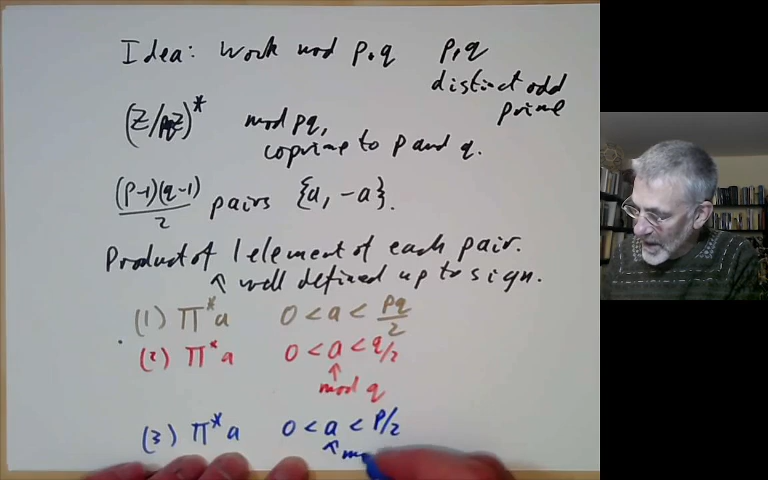 Idea: Work mod p,q p,q
distinct odd
prime
(Z/pqZ)* mod pq,
coprime to p and q.
(p-1)(q-1)/2 pairs {a, -a}.
Product of 1 element of each pair.
↑ well defined up to sign.
(1) Π*a 0 < a < pq/2
(2) Π*a 0 < a < q/2
↑
mod q
(3) Π*a 0 < a < p/2
↑ mo